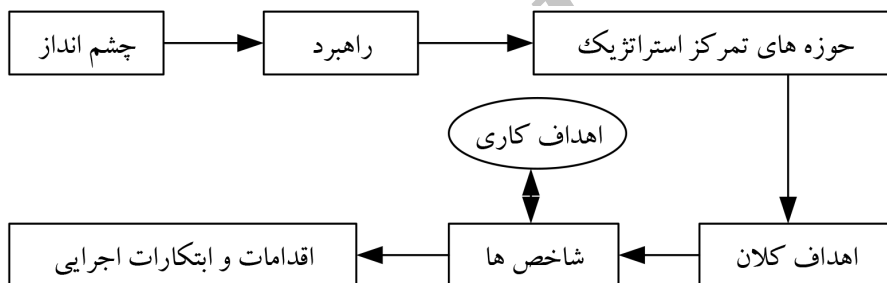 چشم انداز
راهبرد
حوزه های تمرکز استراتژیک
اهداف کاری
اهداف کلان
شاخص ها
اقدامات و ابتکارات اجرایی